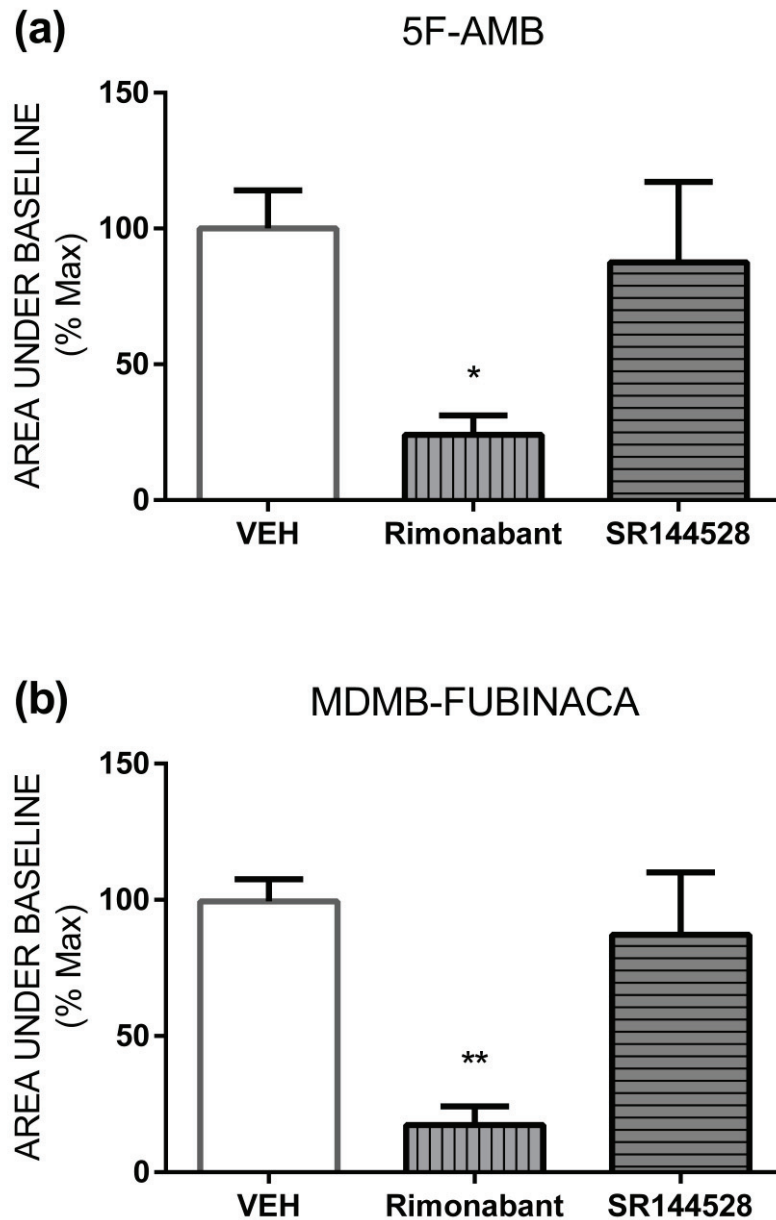 (a)
5F-AMB
AREA UNDER BASELINE
(% Max)
150
100
50
0
*
VEH
Rimonabant
SR144528
(b)
MDMB-FUBINACA
AREA UNDER BASELINE
(% Max)
150
100
50
0
**
VEH
Rimonabant
SR144528